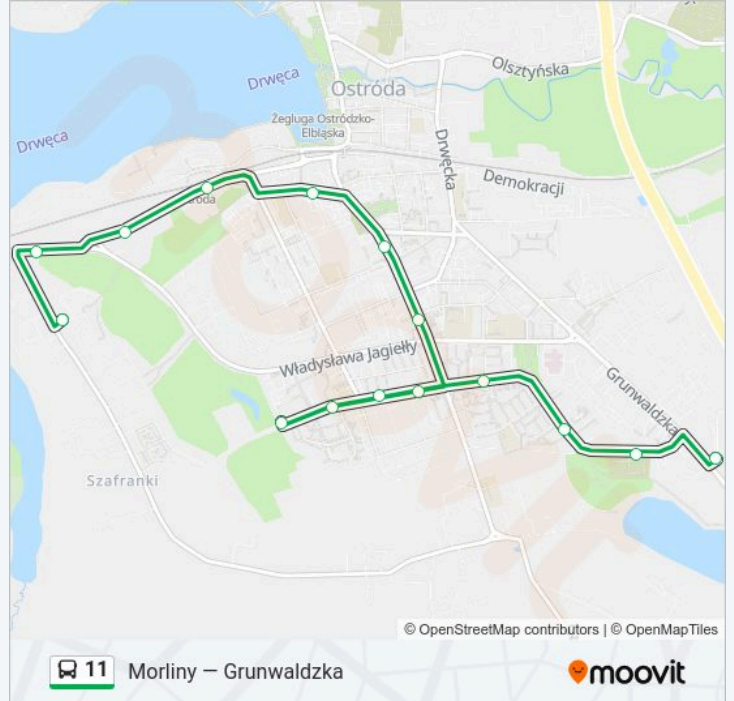 Olsztyńska
Drwęca
Ostróda
Żegluga Ostródzko-
Elbląska
Drwęca
Drwęcka
Demokracji
róda
Władysława Jagiełły
Grunwaldzka
Szafranki
© OpenStreetMap contributors | © OpenMapTiles
11 Morliny — Grunwaldzka
moovit